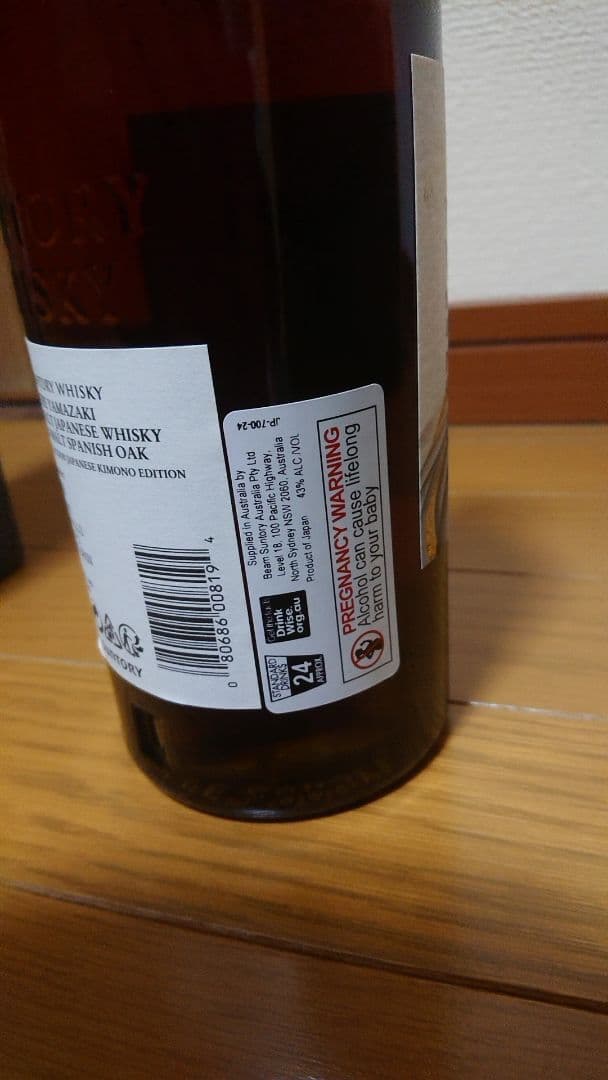 ORY
SKY
ORY WHISKY
YAMAZAKI
JAPANESE WHISKY
MALT SPANISH OAK
JAPANESE KIMONO EDITION
0 80686 00819 4
SUNTORY
JP-700-24
Supplied in Australia by
Beam Suntory Australia Pty Ltd
Level 18, 100 Pacific Highway,
North Sydney NSW 2060, Australia
Product of Japan 43% ALC/VOL
STANDARD
DRINKS
24
APPROX.
Get the facts
Drink
Wise.
org.au
PREGNANCY WARNING
Alcohol can cause lifelong
harm to your baby